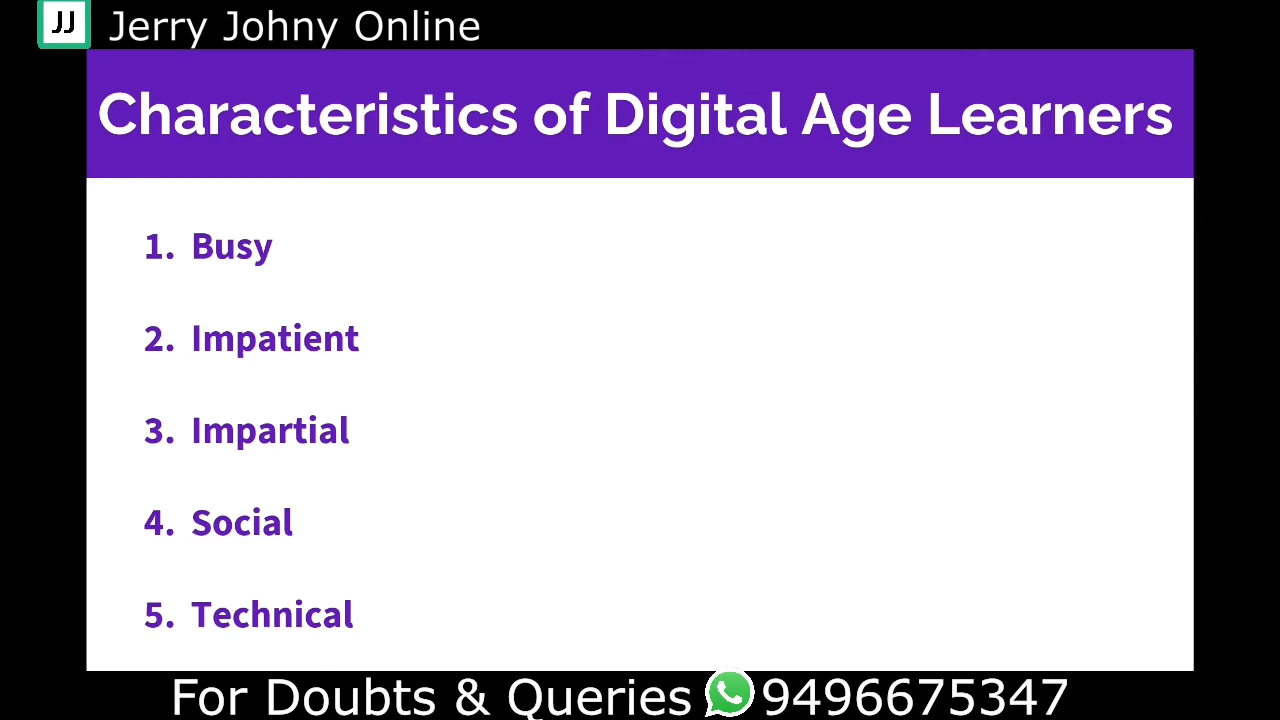 JJ Jerry Johny Online
Characteristics of Digital Age Learners
1. Busy
2. Impatient
3. Impartial
4. Social
5. Technical
For Doubts & Queries 9496675347